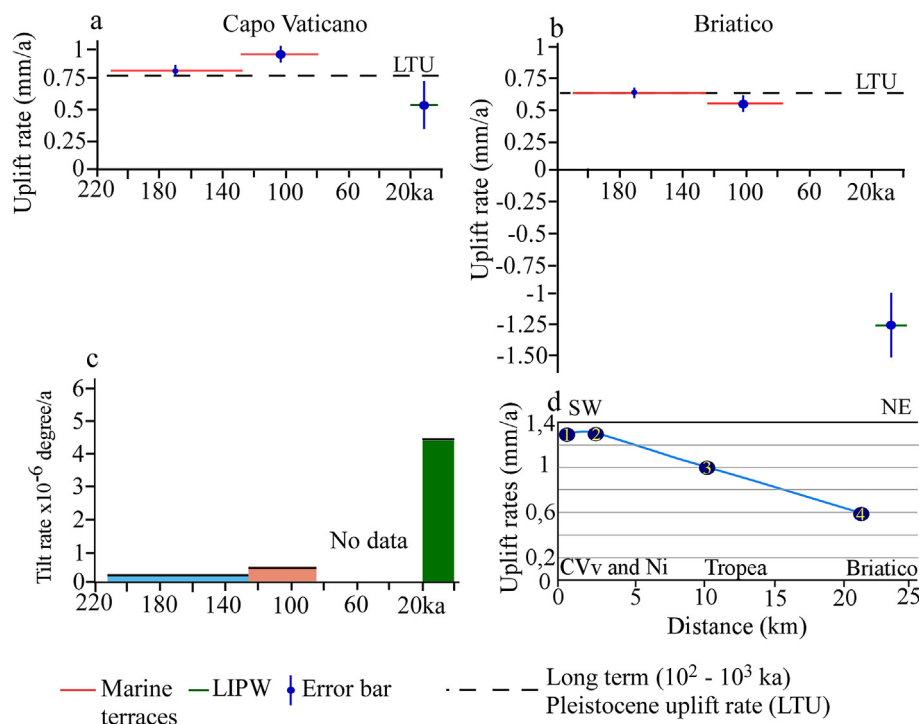 a
Capo Vaticano
Uplift rate (mm/a)
1
0.75
0.5
0.25
0
LTU
220
180
140
100
60
20ka
b
Briatico
Uplift rate (mm/a)
1
0.75
0.5
0.25
0
-0.25
-0.5
-0.75
-1
-1.25
-1.50
LTU
180
140
100
60
20ka
c
Tilt rate x10-6 degree/a
6
5
4
3
2
1
0
No data
220
180
140
100
60
20ka
d
SW
NE
Uplift rates (mm/a)
1,4
1
0,6
0,2
0
1
2
3
4
CVv and Ni
Tropea
Briatico
0
5
10
15
20
25
Distance (km)
Marine
terraces
LIPW
Error bar
Long term (10² - 10³ ka)
Pleistocene uplift rate (LTU)